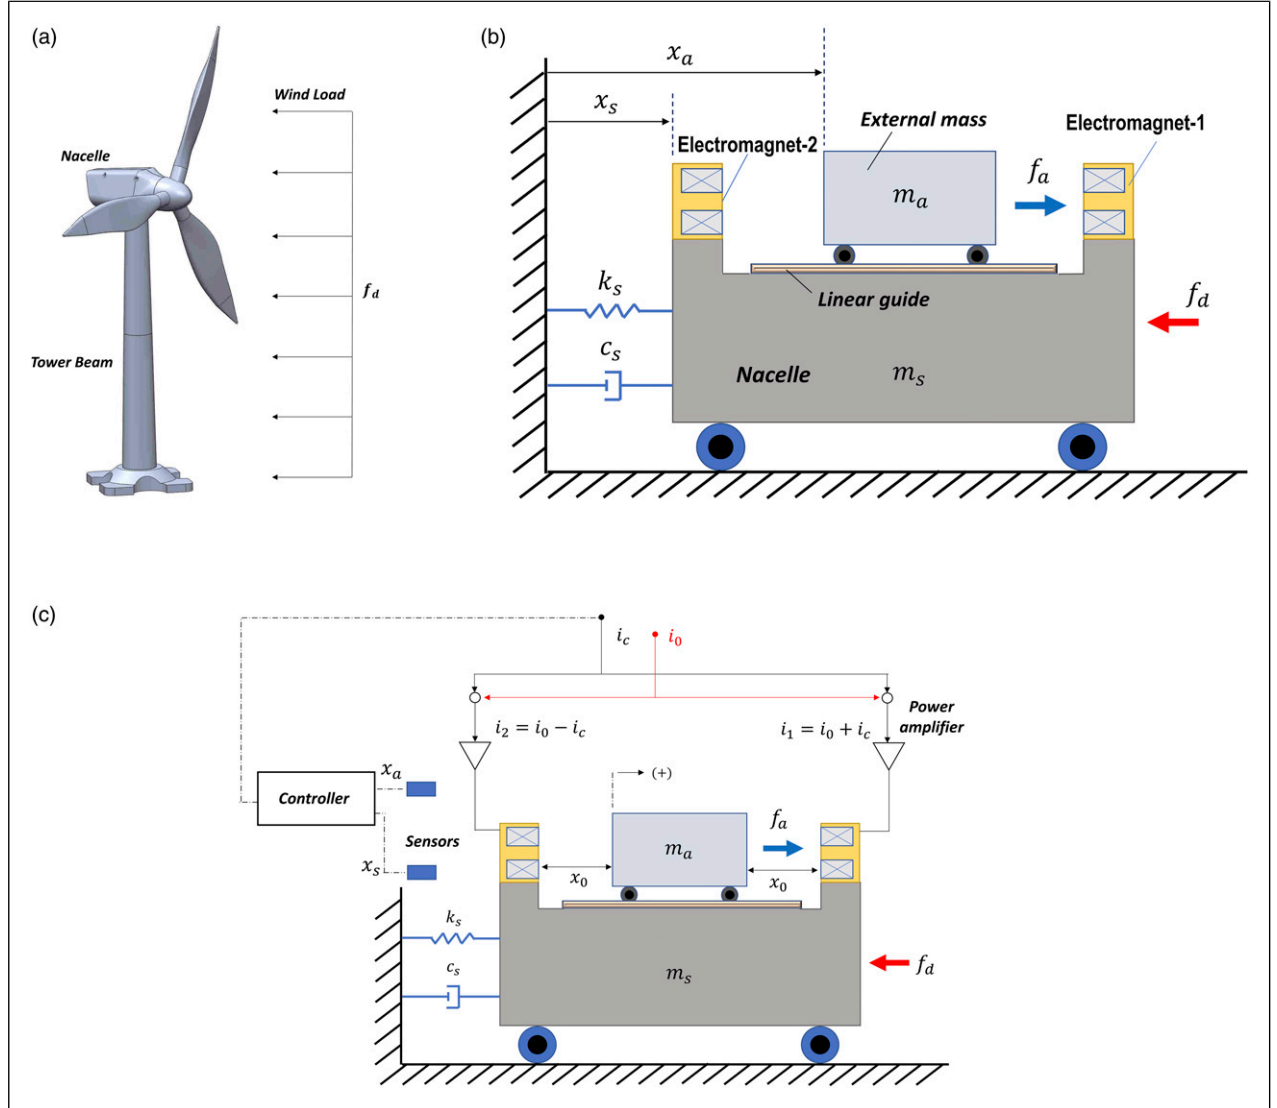 (a)
Wind Load
Nacelle
f_d
Tower Beam
(b)
x_a
x_s
External mass
Electromagnet-1
Electromagnet-2
f_a
m_a
k_s
Linear guide
f_d
c_s
Nacelle
m_s
(c)
i_c
i_0
Power
amplifier
i_2 = i_0 − i_c
i_1 = i_0 + i_c
x_a
(+)
Controller
f_a
Sensors
m_a
x_s
x_0
x_0
k_s
f_d
c_s
m_s